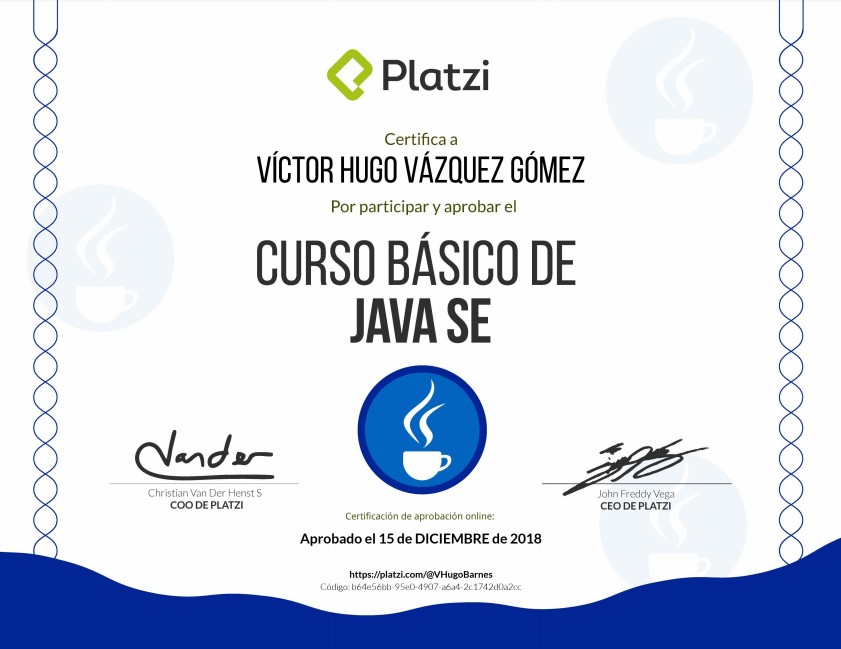 Platzi
Certifica a
VÍCTOR HUGO VÁZQUEZ GÓMEZ
Por participar y aprobar el
CURSO BÁSICO DE
JAVA SE
Vander
Christian Van Der Henst S
COO DE PLATZI
John Freddy Vega
CEO DE PLATZI
Certificación de aprobación online:
Aprobado el 15 de DICIEMBRE de 2018
https://platzi.com/@VHugoBarnes
Código: b64e56bb-95e0-4907-a6a4-2c1742d0a2cc